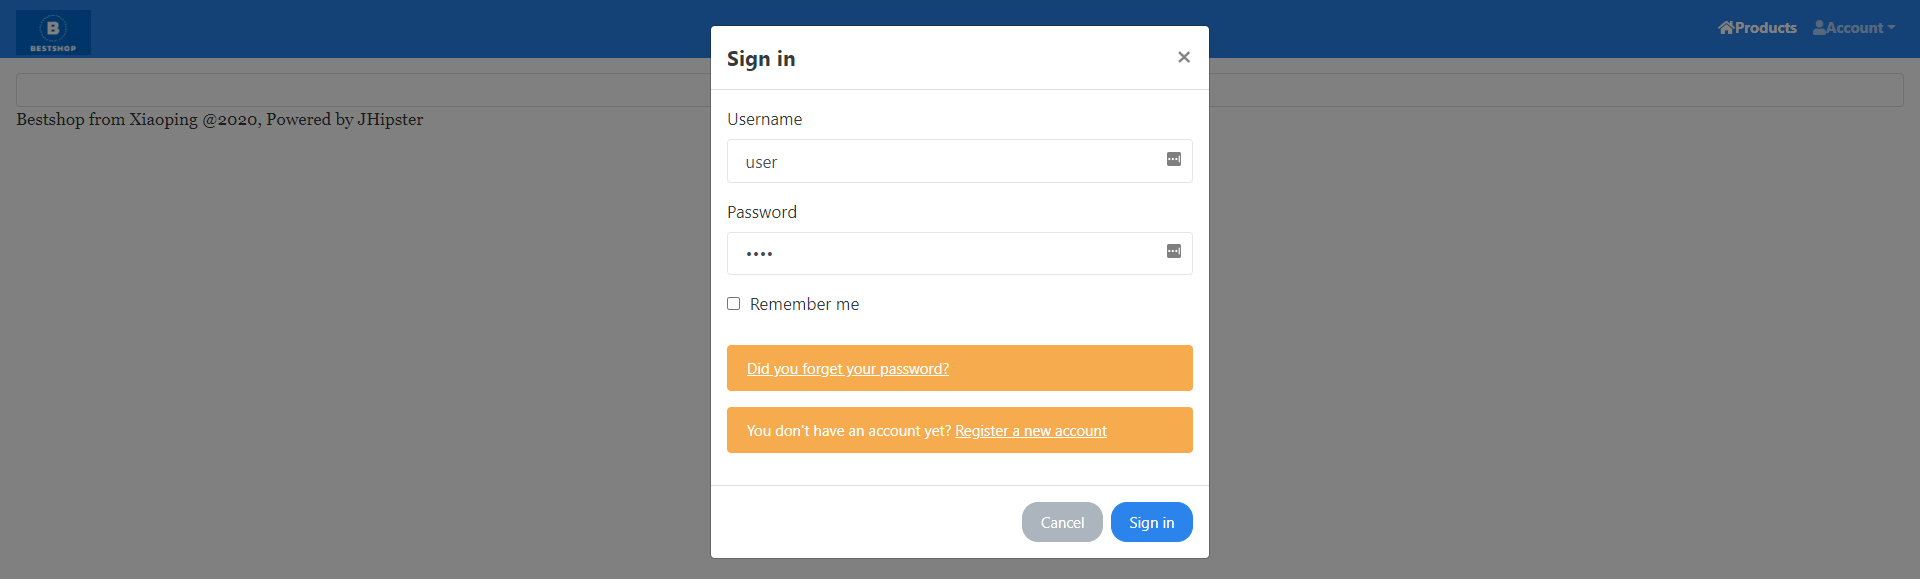 B
BESTSHOP
Products
Account
Sign in
×
Bestshop from Xiaoping @2020, Powered by JHipster
Username
user
Password
••••
Remember me
Did you forget your password?
You don't have an account yet? Register a new account
Cancel
Sign in